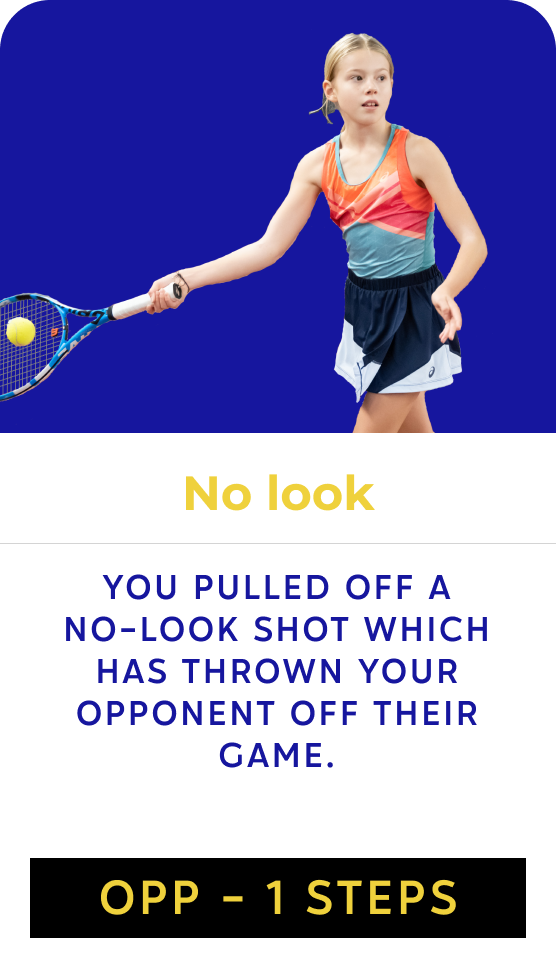 No look
YOU PULLED OFF A
NO-LOOK SHOT WHICH
HAS THROWN YOUR
OPPONENT OFF THEIR
GAME.
OPP - 1 STEPS